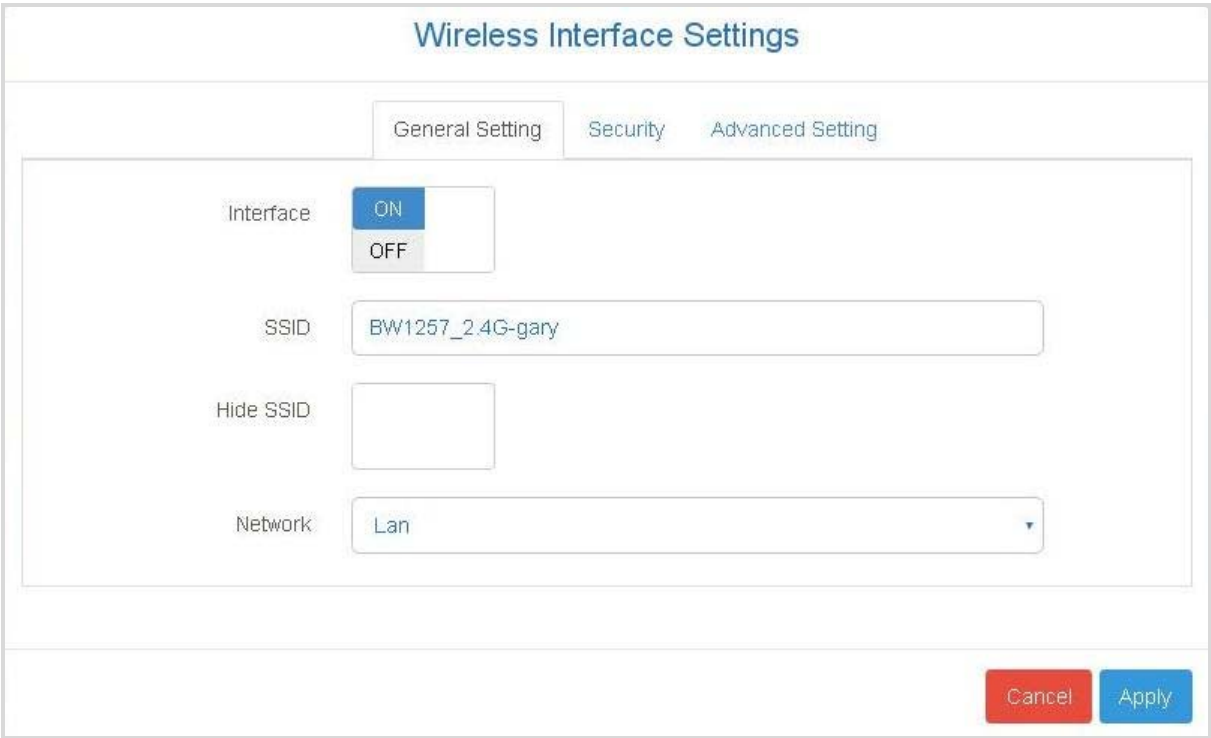 Wireless Interface Settings
General Setting Security Advanced Setting
Interface ON
OFF
SSID BW1257_2.4G-gary
Hide SSID
Network Lan
Cancel Apply